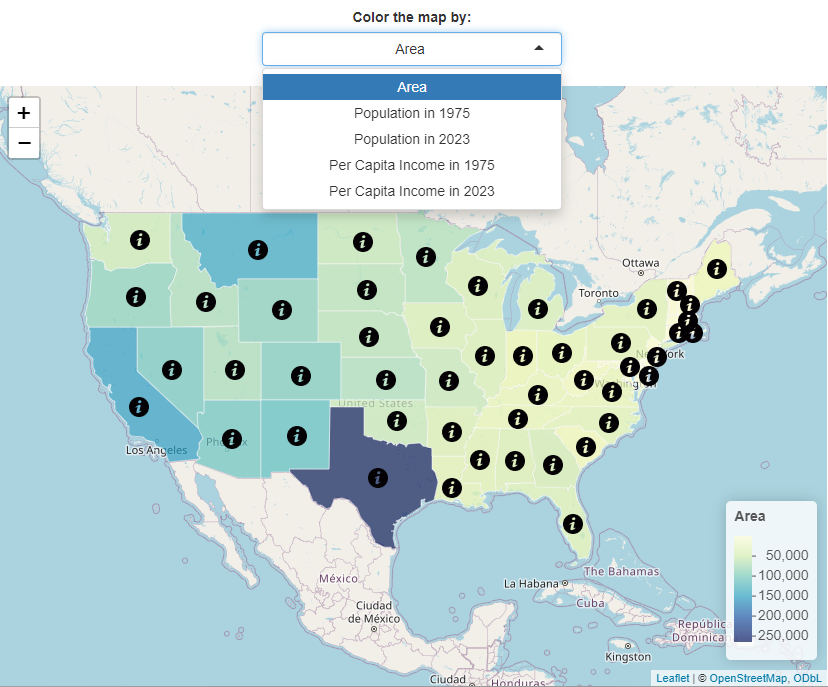 Color the map by:
Area
Area
Population in 1975
Population in 2023
Per Capita Income in 1975
Per Capita Income in 2023
+
−
Ottawa
Toronto
New York
Washington
United States
Los Angeles
Phoenix
México
Ciudad
de México
La Habana
The Bahamas
Cuba
República
Dominicana
Kingston
Honduras
Ciudad
Area
50,000
100,000
150,000
200,000
250,000
Leaflet | © OpenStreetMap, ODbL